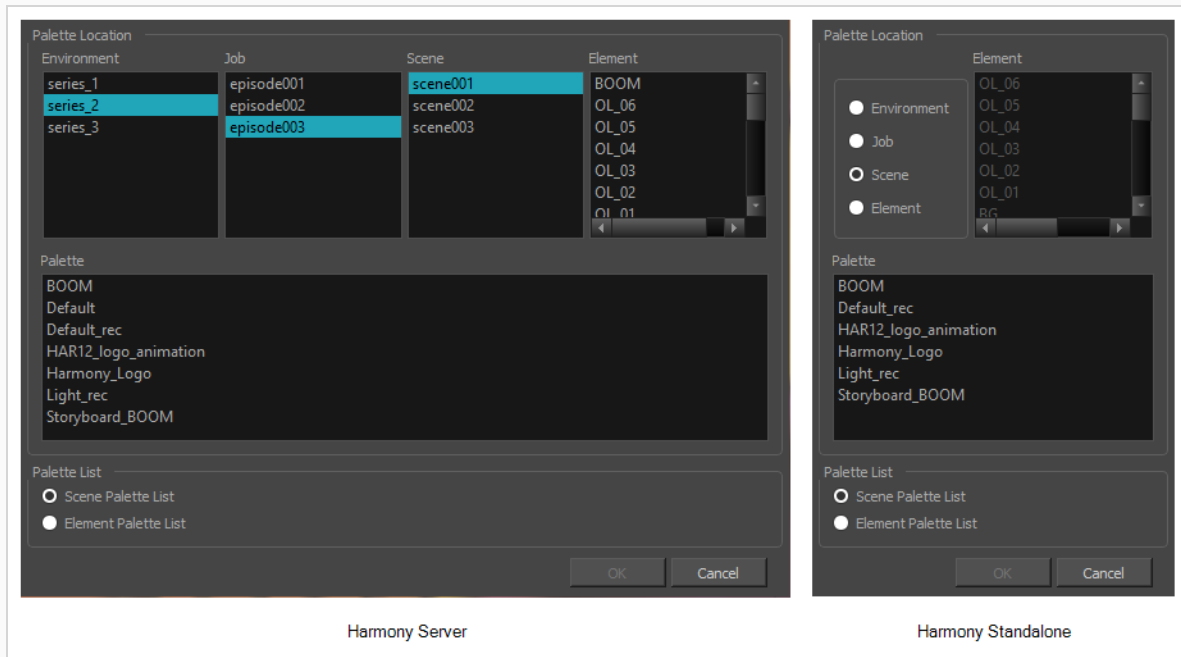 Palette Location
Environment Job Scene Element
series_1
series_2
series_3
episode001
episode002
episode003
scene001
scene002
scene003
BOOM
OL_06
OL_05
OL_04
OL_03
OL_02
OL_01
Palette
BOOM
Default
Default_rec
HAR12_logo_animation
Harmony_Logo
Light_rec
Storyboard_BOOM
Palette List
Scene Palette List
Element Palette List
OK Cancel
Harmony Server
Palette Location
Element
Environment
Job
Scene
Element
OL_06
OL_05
OL_04
OL_03
OL_02
OL_01
BG
Palette
BOOM
Default_rec
HAR12_logo_animation
Harmony_Logo
Light_rec
Storyboard_BOOM
Palette List
Scene Palette List
Element Palette List
OK Cancel
Harmony Standalone